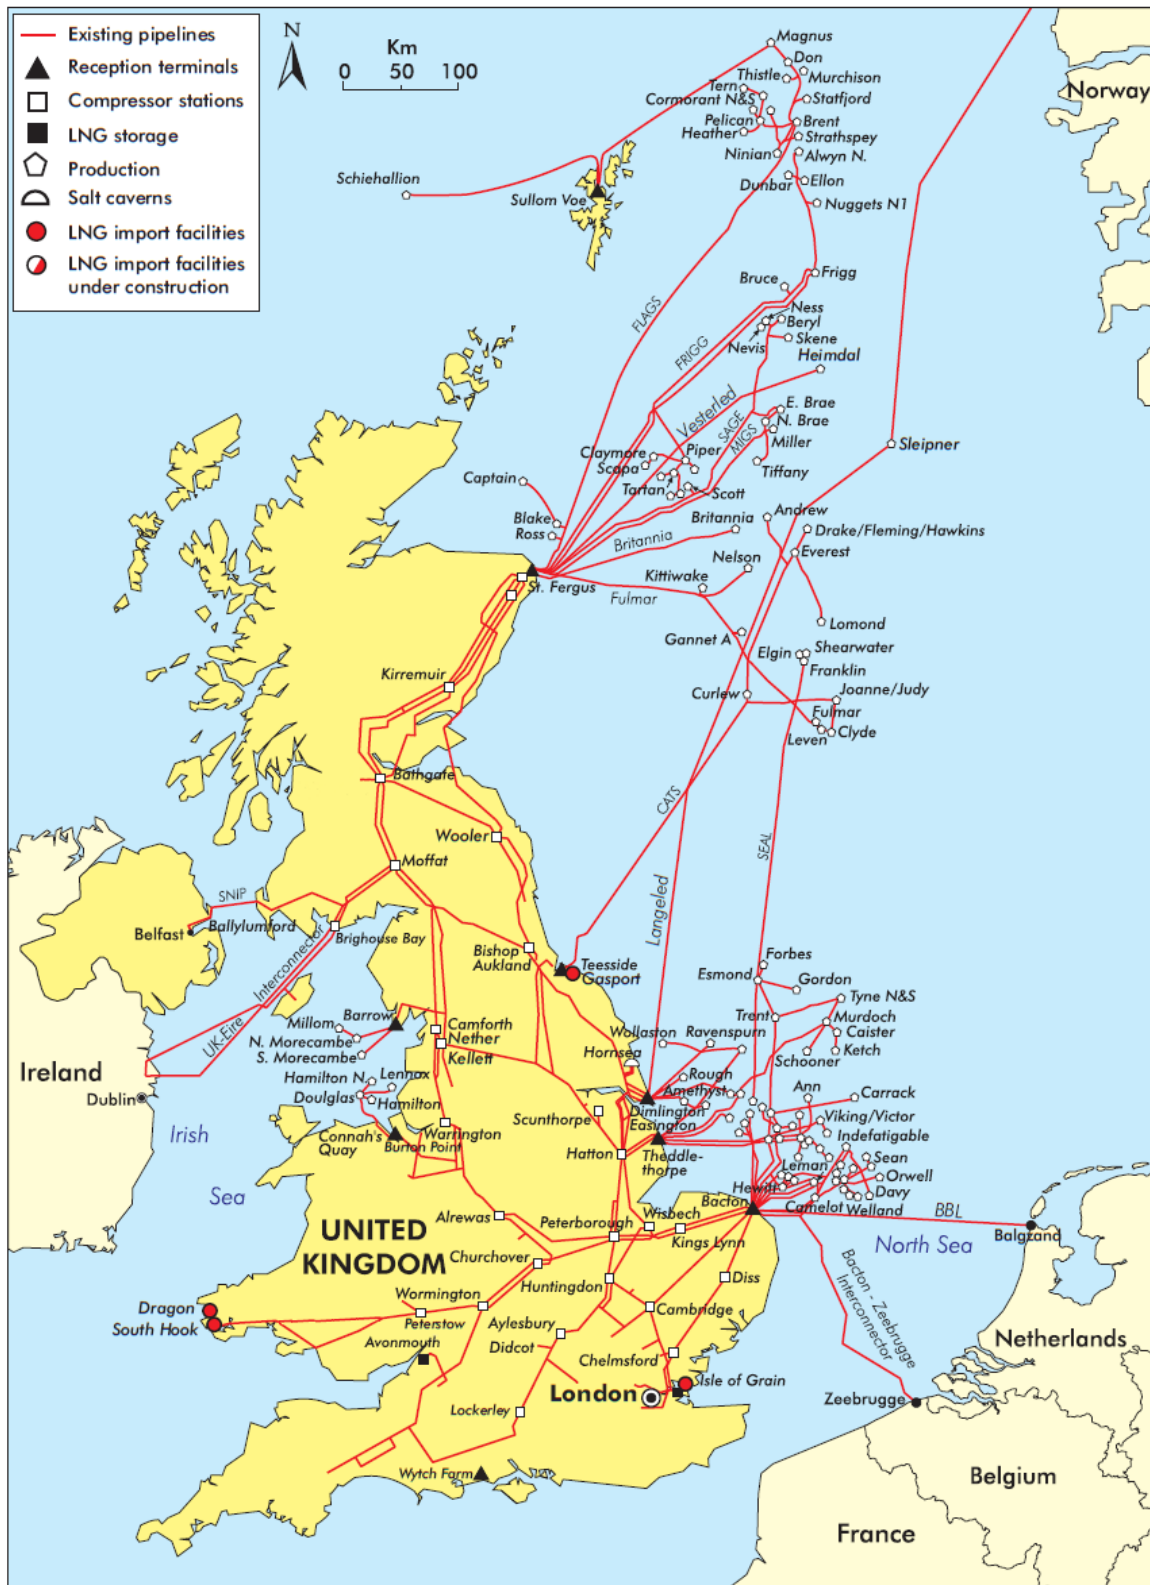 Existing pipelines
Reception terminals
Compressor stations
LNG storage
Production
Salt caverns
LNG import facilities
LNG import facilities
under construction
N
Km
0 50 100
Magnus
Don
Thistle
Murchison
Tern
Statfjord
Cormorant N&S
Pelican
Brent
Heather
Strathspey
Ninian
Alwyn N.
Dunbar
Ellon
Nuggets N1
Norway
Schiehallion
Sullom Voe
Frigg
Bruce
Ness
Beryl
Nevis
Skene
Heimdal
FLAGS
FRIGG
Vesterled
SAGE
MIGS
E. Brae
N. Brae
Miller
Tiffany
Sleipner
Claymore
Piper
Scapa
Tartan
Scott
Captain
Blake
Ross
Britannia
Britannia
Andrew
Drake/Fleming/Hawkins
Everest
Nelson
Kittiwake
St. Fergus
Fulmar
Lomond
Gannet A
Elgin
Shearwater
Franklin
Kirremuir
Curlew
Joanne/Judy
Fulmar
Leven
Clyde
Bathgate
CATS
Wooler
SEAL
Moffat
SNIP
Ballylumford
Belfast
Brighouse Bay
Langeled
Interconnector
UK-Eire
Bishop
Aukland
Teesside
Gasport
Forbes
Esmond
Gordon
Tyne N&S
Trent
Murdoch
Caister
Ketch
Schooner
Barrow
Millom
N. Morecambe
S. Morecambe
Camforth
Nether
Kellett
Wollaston
Ravenspurn
Hornsea
Rough
Amethyst
Ann
Carrack
Ireland
Dublin
Hamilton N.
Lennox
Doulglas
Hamilton
Scunthorpe
Dimlington
Easington
Viking/Victor
Indefatigable
Irish
Sea
Connah's
Quay
Burton Point
Warrington
Hatton
Theddle-
thorpe
Leman
Sean
Orwell
Hewitt
Davy
Camelot
Welland
Bacton
BBL
Balgzand
North Sea
Alrewas
Peterborough
Wisbech
Kings Lynn
UNITED
KINGDOM
Churchover
Huntingdon
Diss
Bacton - Zeebrugge
Interconnector
Wormington
Peterstow
Aylesbury
Cambridge
Dragon
South Hook
Avonmouth
Didcot
Chelmsford
Netherlands
London
Isle of Grain
Zeebrugge
Lockerley
Wytch Farm
Belgium
France